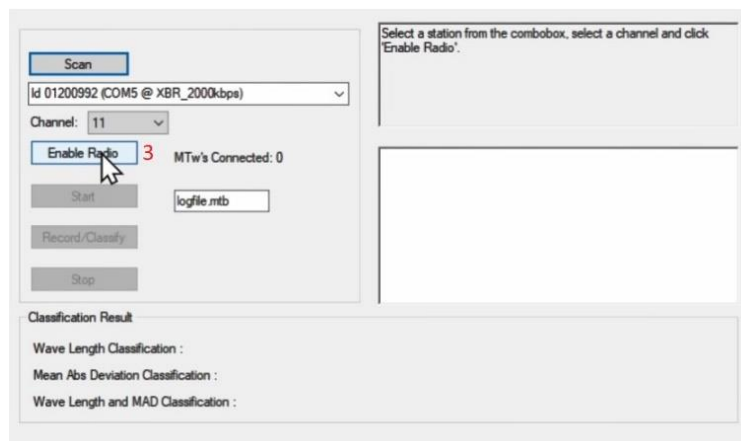 Scan
Id 01200992 (COM5 @ XBR_2000kbps)
Channel: 11
Enable Radio 3 MTw's Connected: 0
Start logfile.mtb
Record/Classify
Stop
Select a station from the combobox, select a channel and click
'Enable Radio'.
Classification Result
Wave Length Classification :
Mean Abs Deviation Classification :
Wave Length and MAD Classification :